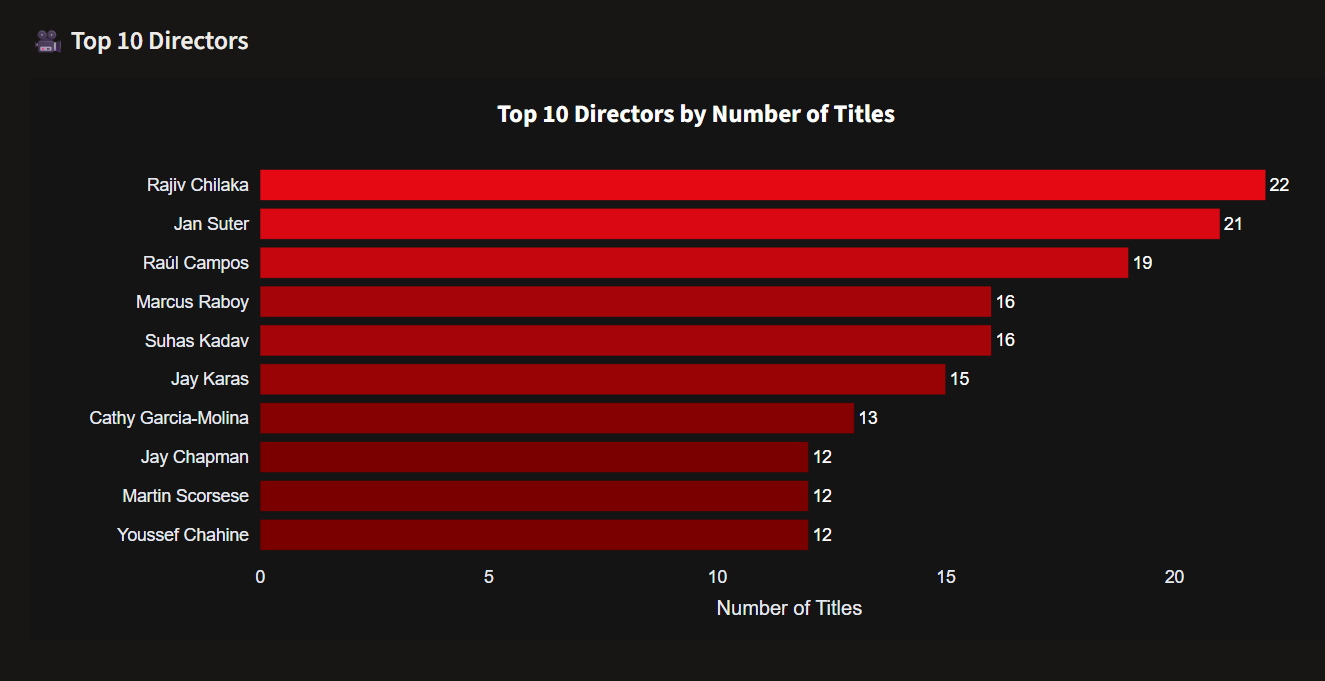 Top 10 Directors
Top 10 Directors by Number of Titles
Rajiv Chilaka 22
Jan Suter 21
Raúl Campos 19
Marcus Raboy 16
Suhas Kadav 16
Jay Karas 15
Cathy Garcia-Molina 13
Jay Chapman 12
Martin Scorsese 12
Youssef Chahine 12
0 5 10 15 20
Number of Titles